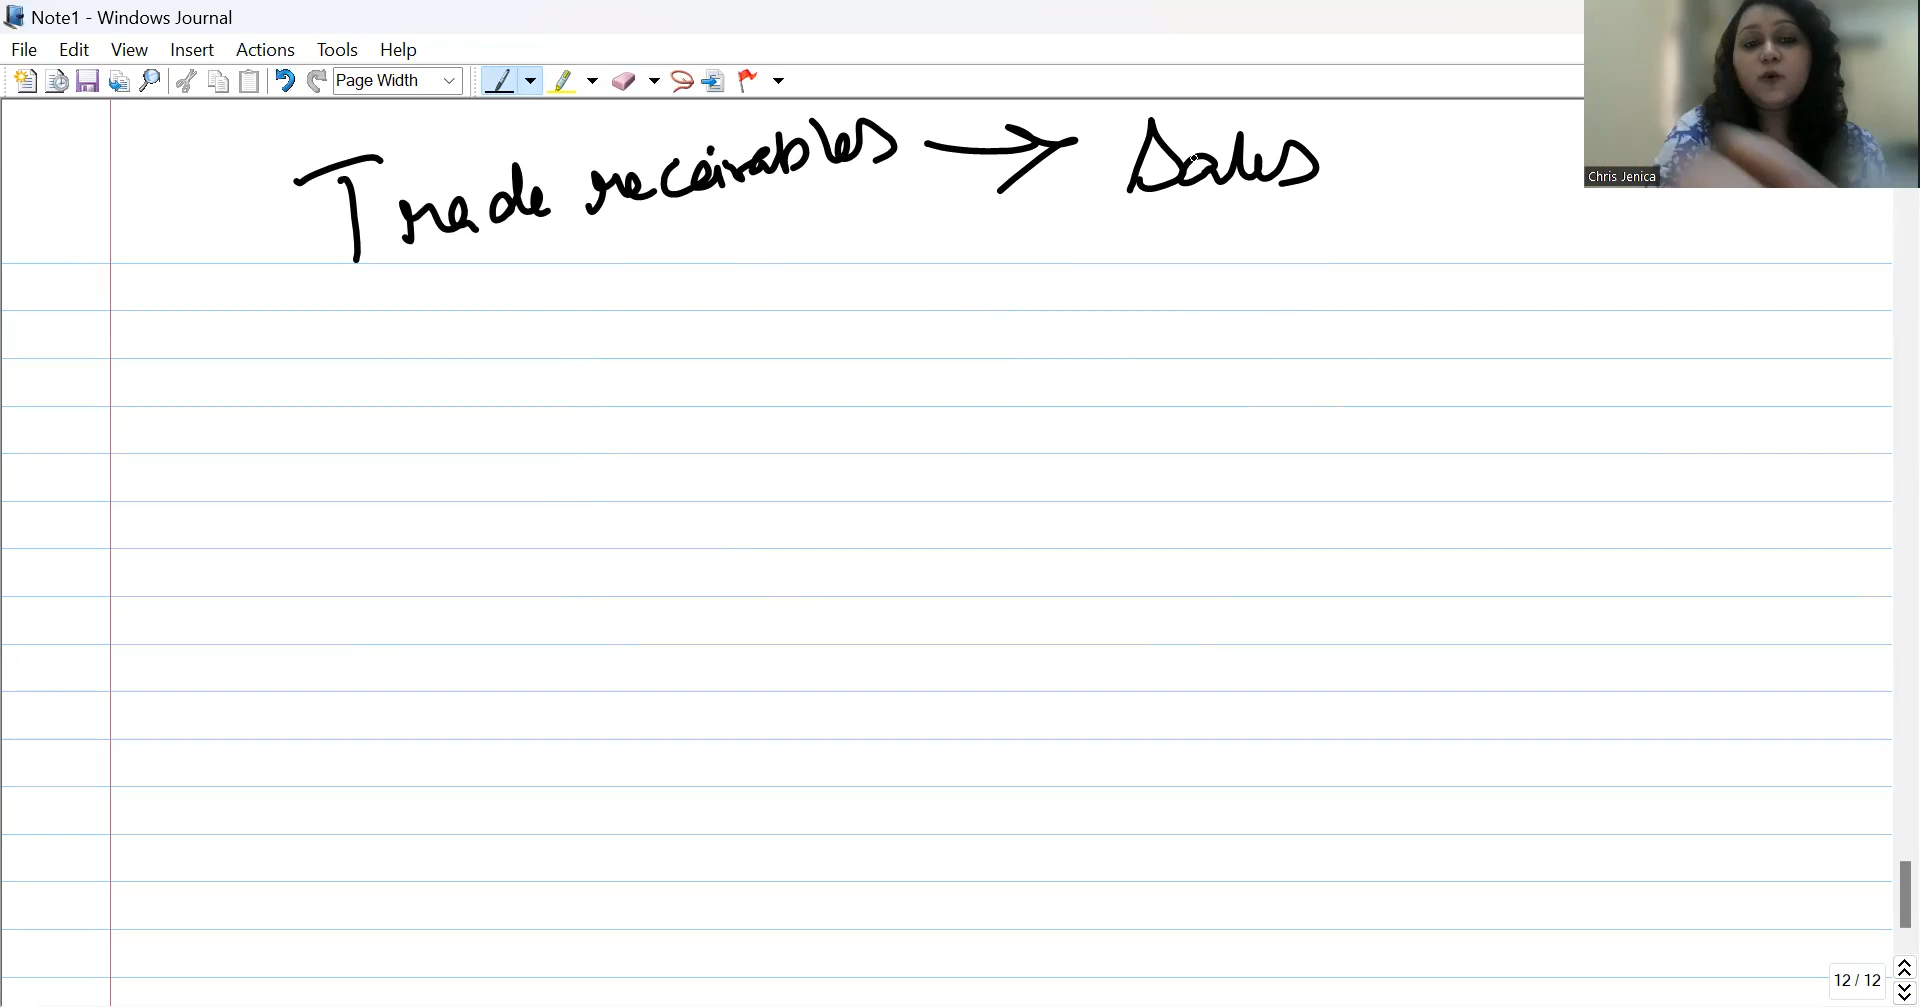 Note1 - Windows Journal
File Edit View Insert Actions Tools Help
Page Width
Trade receivables → Sales
Chris Jenica
12 / 12